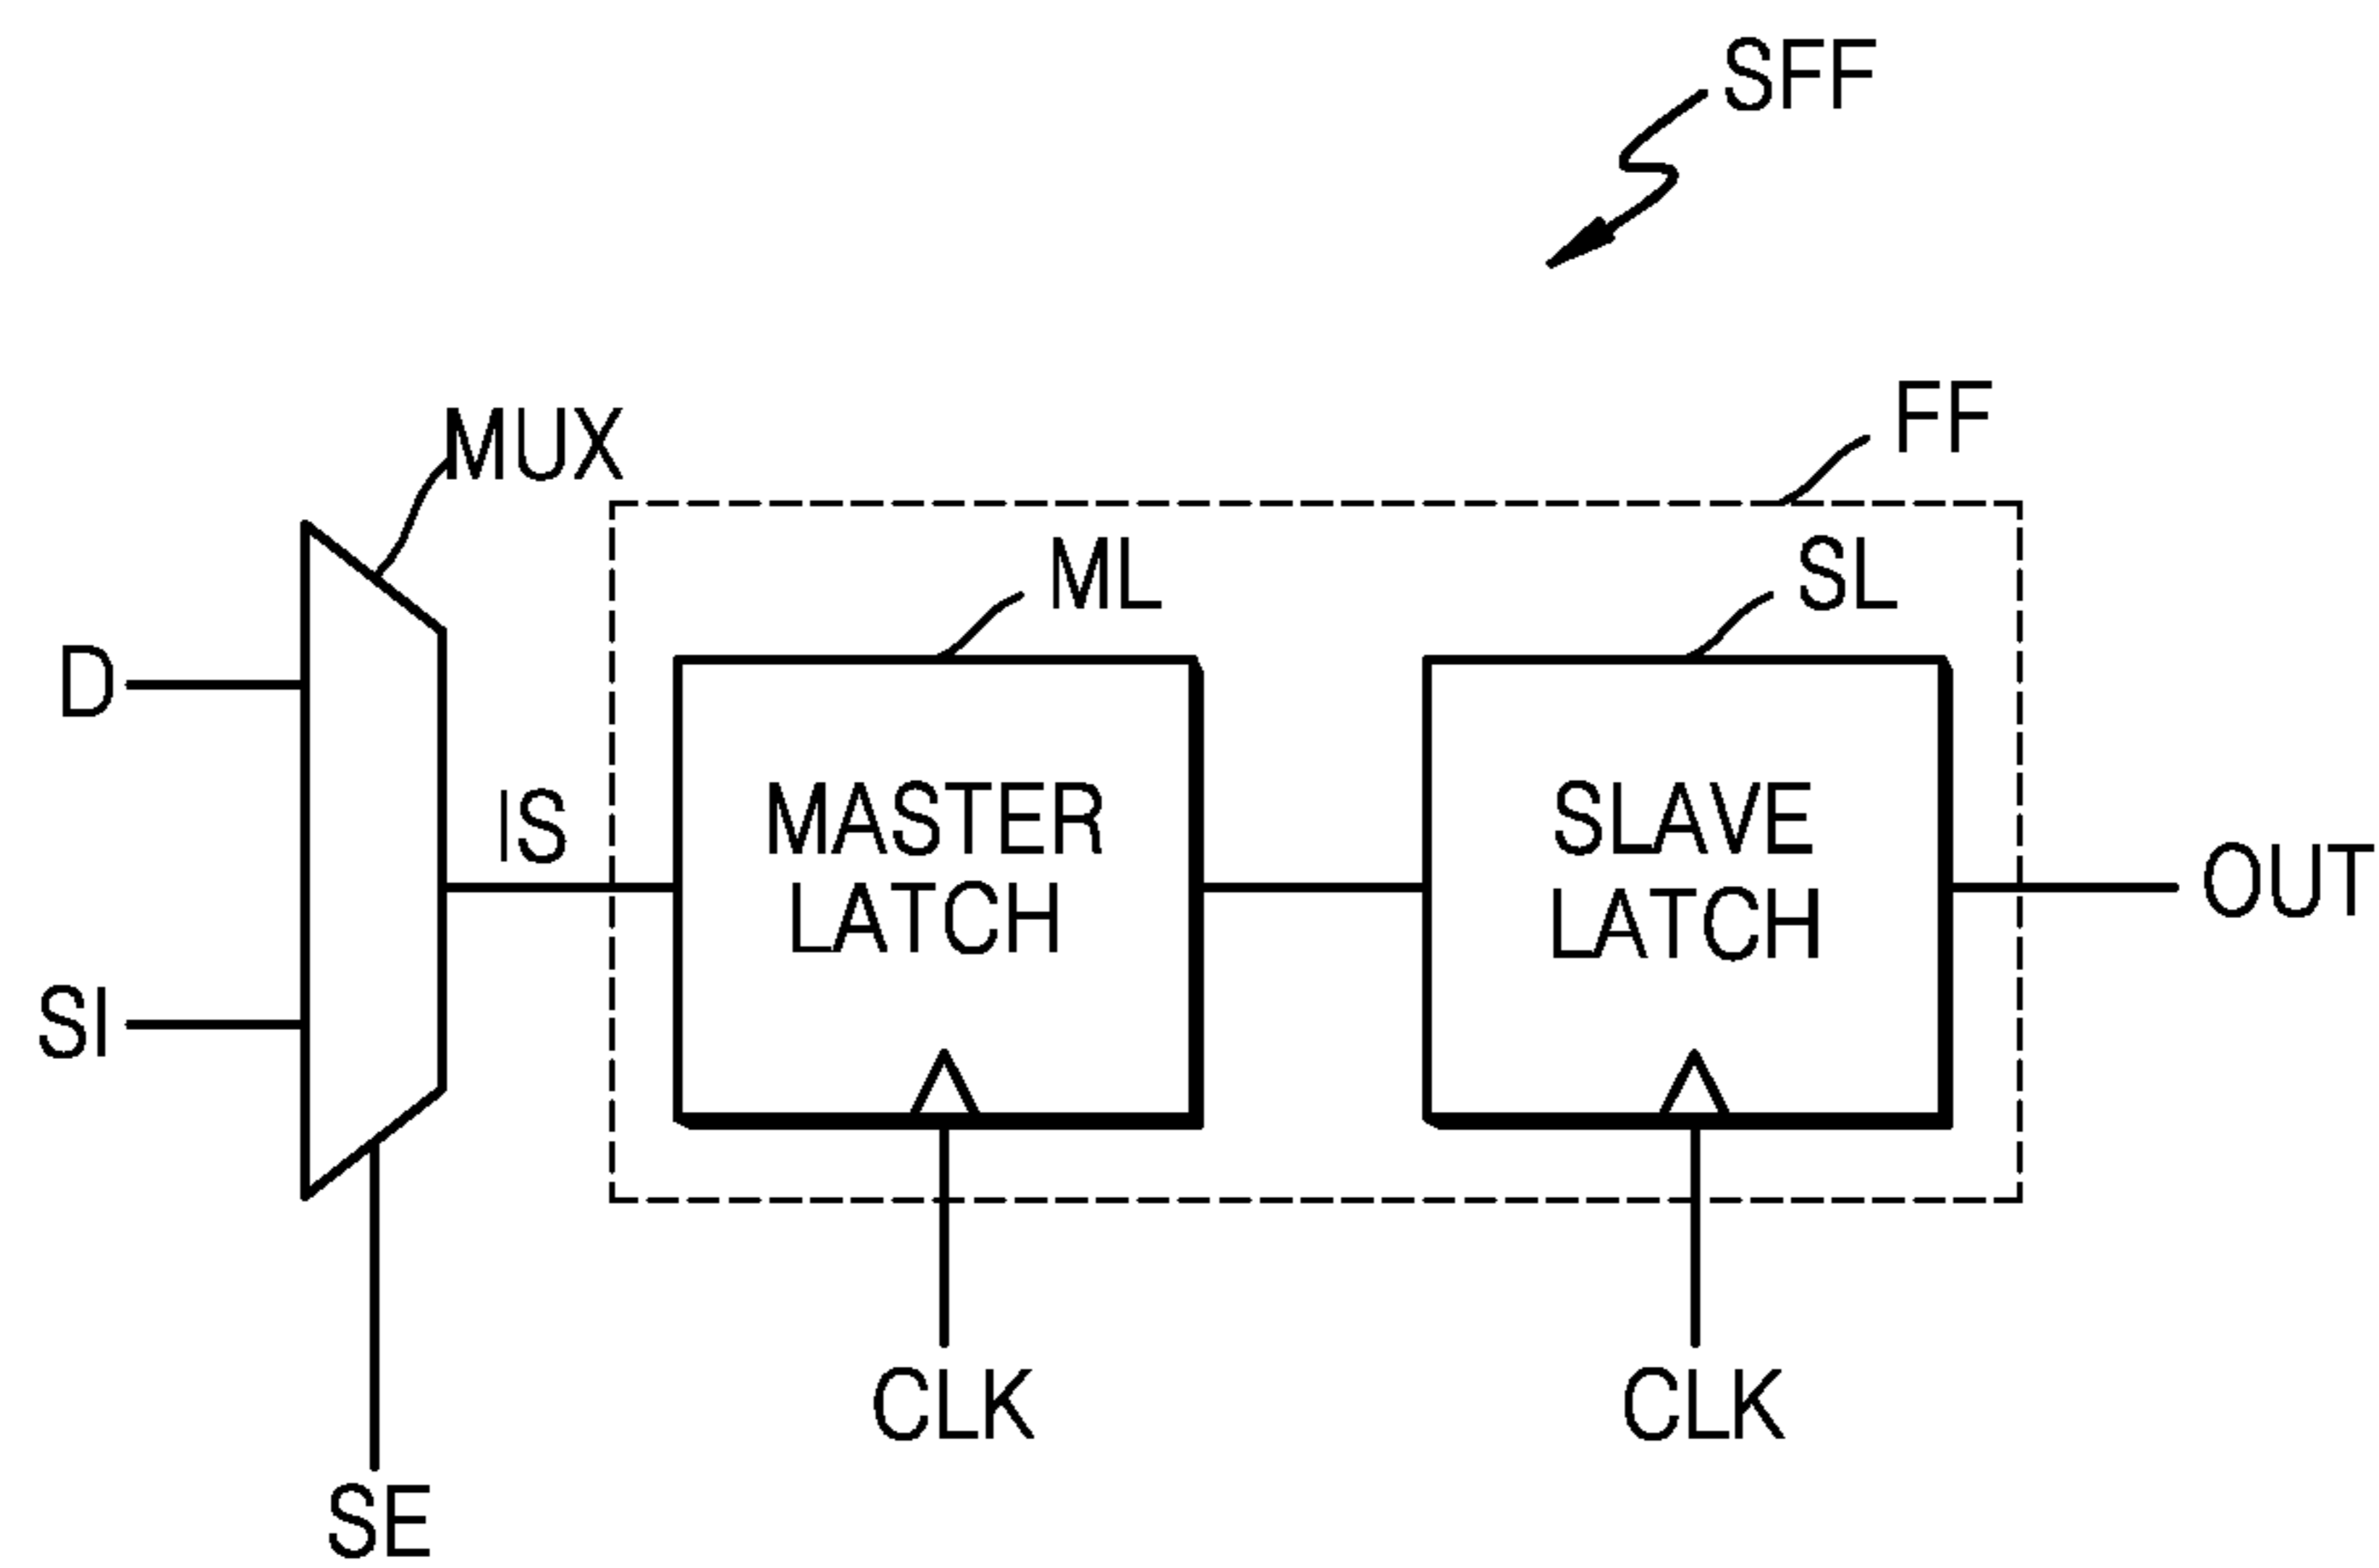 SFF
FF
MUX
ML
SL
D
IS
MASTER
LATCH
SLAVE
LATCH
OUT
SI
CLK
CLK
SE